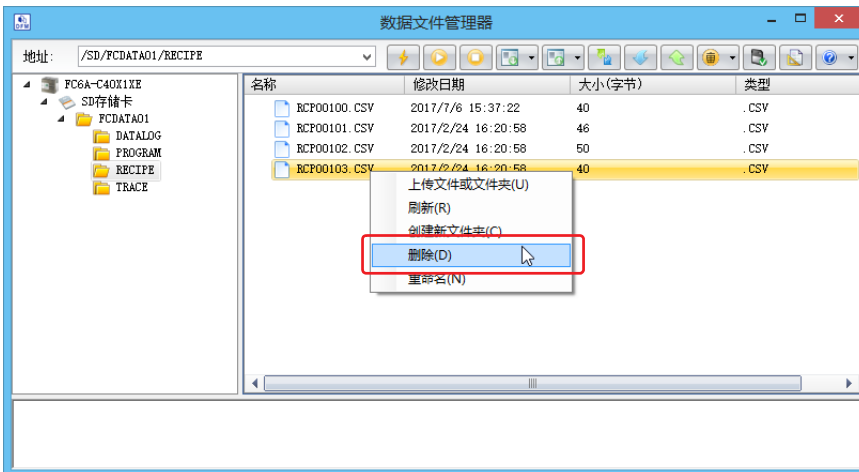 数据文件管理器
地址: /SD/FCDATA01/RECIPE
FC6A-C40X1XE
SD存储卡
FCDATA01
DATALOG
PROGRAM
RECIPE
TRACE
名称 修改日期 大小(字节) 类型
RCP00100.CSV 2017/7/6 15:37:22 40 .CSV
RCP00101.CSV 2017/2/24 16:20:58 46 .CSV
RCP00102.CSV 2017/2/24 16:20:58 50 .CSV
RCP00103.CSV 2017/2/24 16:20:58 40 .CSV
上传文件或文件夹(U)
刷新(R)
创建新文件夹(C)
删除(D)
重命名(N)